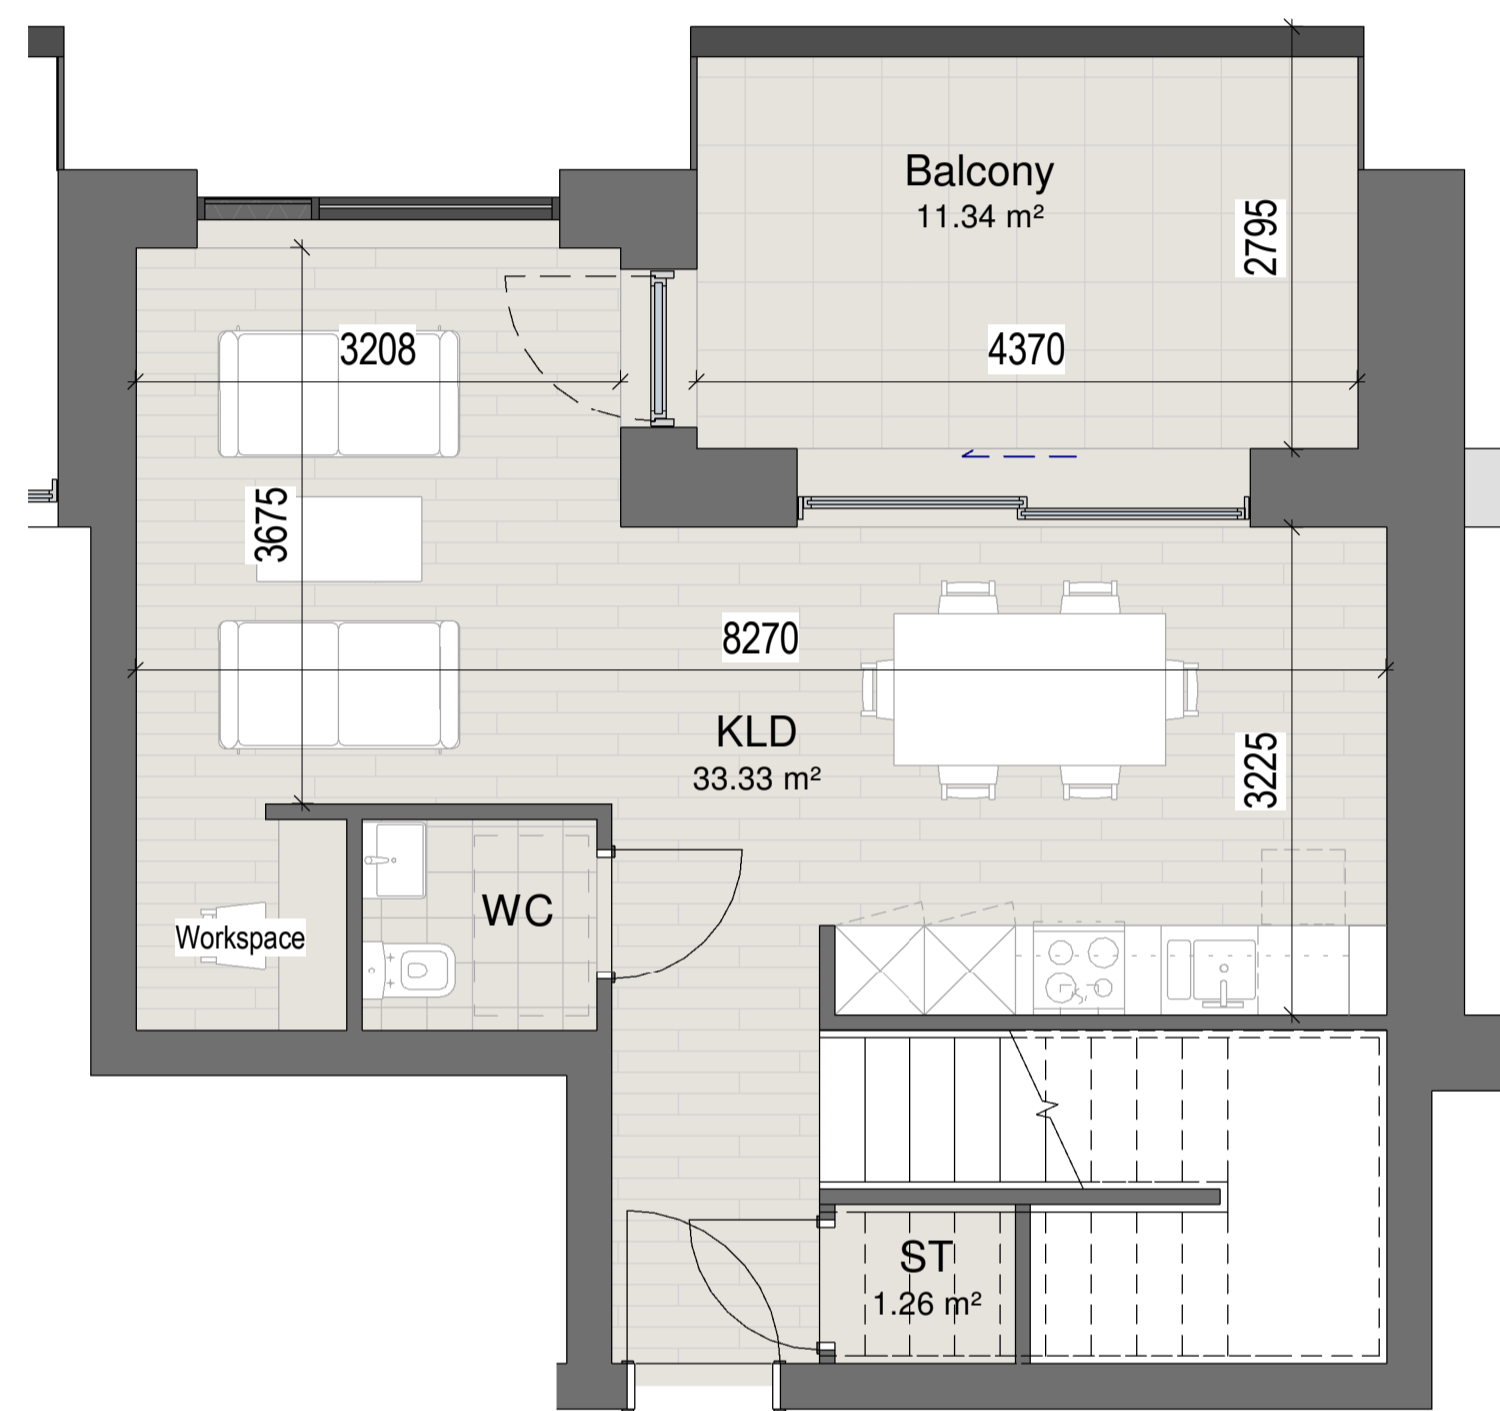 Balcony
11.34 m²
2795
3208
4370
3675
8270
KLD
33.33 m²
3225
WC
Workspace
ST
1.26 m²